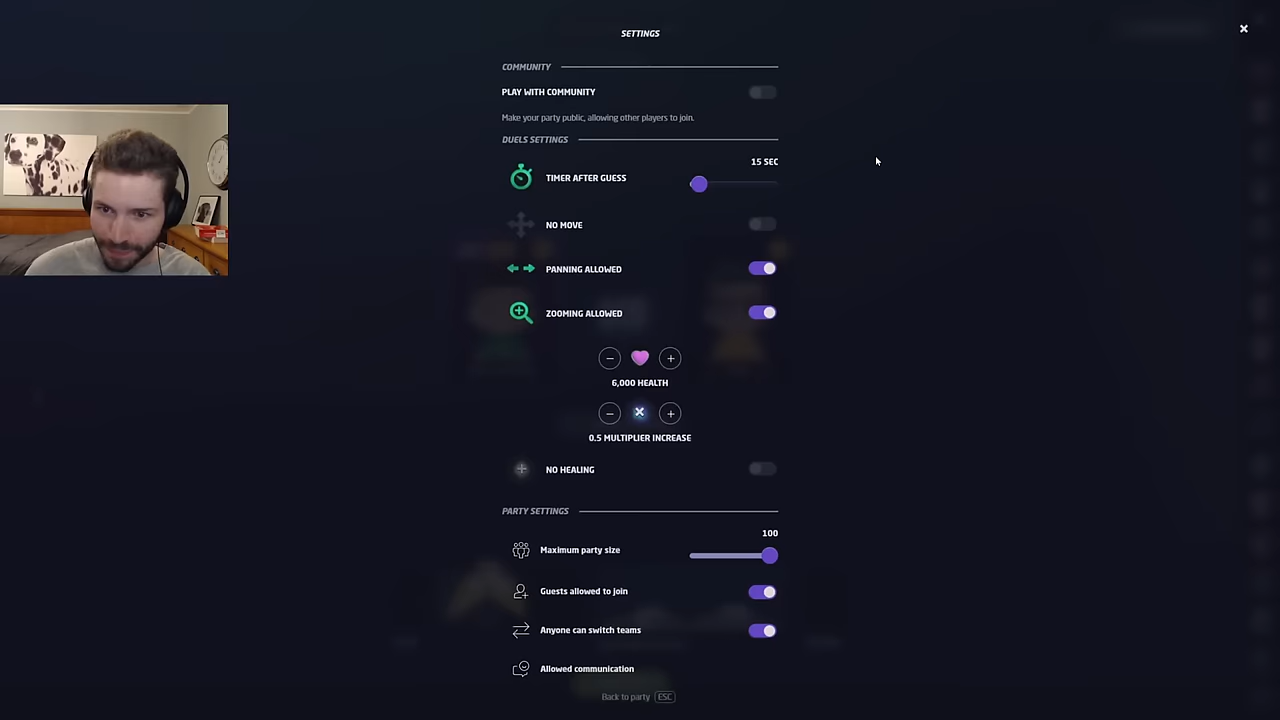 SETTINGS
COMMUNITY
PLAY WITH COMMUNITY
Make your party public, allowing other players to join.
DUELS SETTINGS
15 SEC
TIMER AFTER GUESS
NO MOVE
PANNING ALLOWED
ZOOMING ALLOWED
6,000 HEALTH
0.5 MULTIPLIER INCREASE
NO HEALING
PARTY SETTINGS
100
Maximum party size
Guests allowed to join
Anyone can switch teams
Allowed communication
Back to party ESC